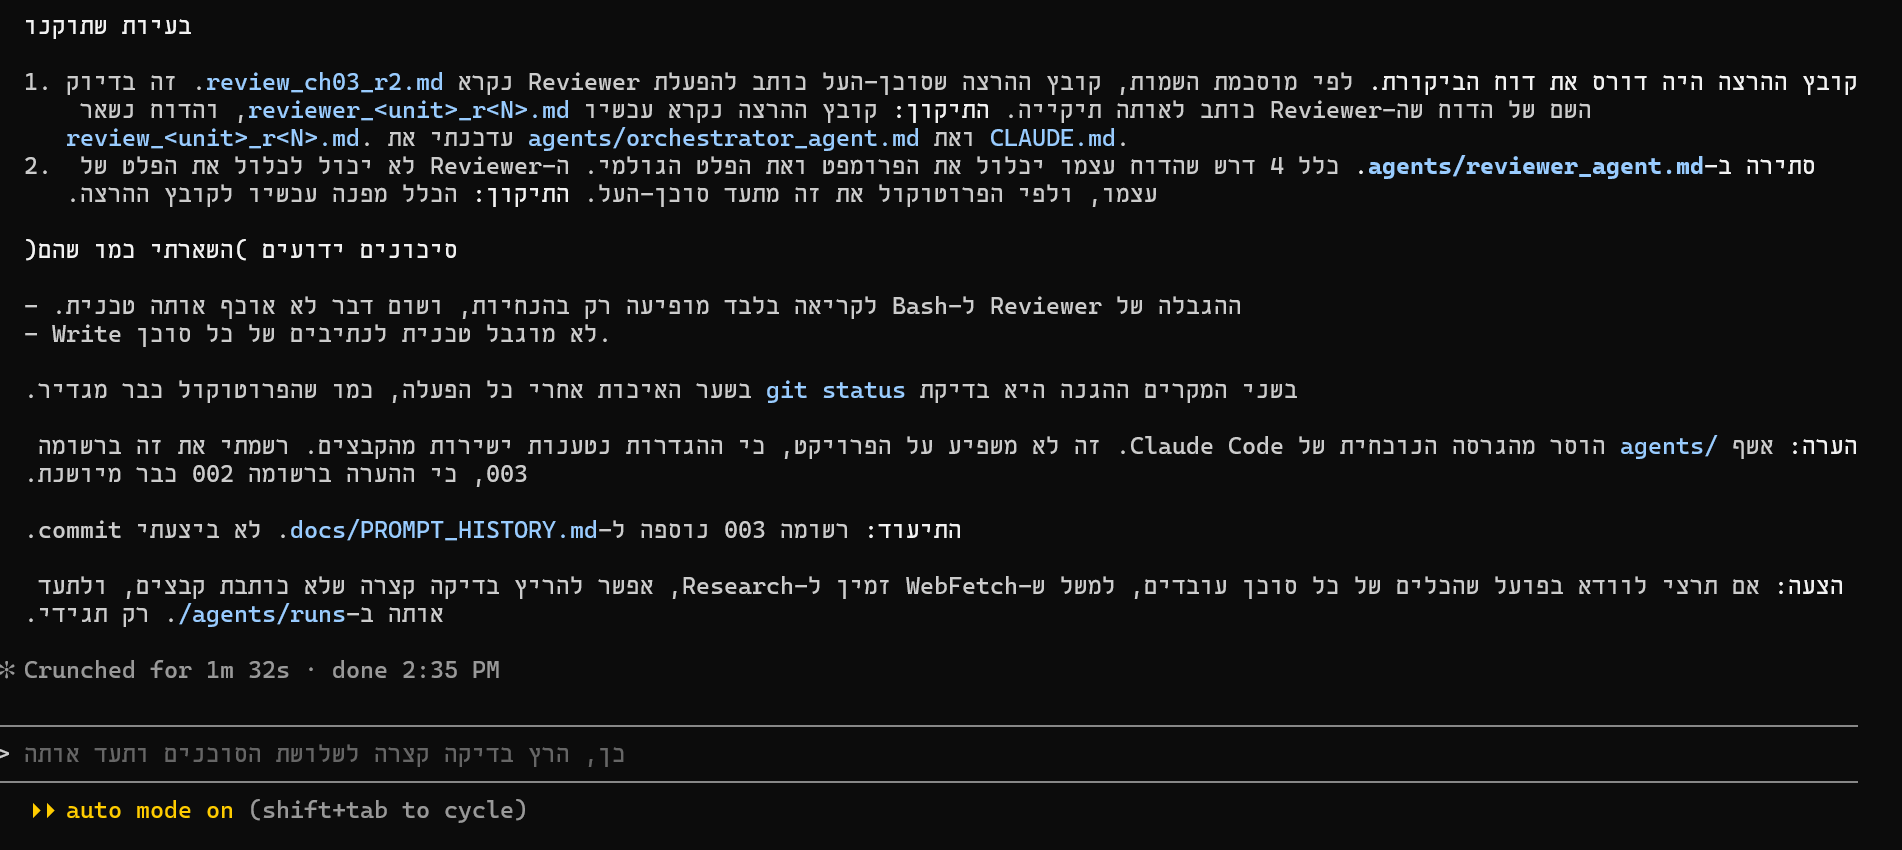 בעיות שתוקנו
1. קובץ ההרצה היה דורס את דוח הביקורת. לפי מוסכמת השמות, קובץ ההרצה שסוכן-העל כותב להפעלת Reviewer נקרא review_ch03_r2.md. זה בדיוק
השם של הדוח שה-Reviewer כותב לאותה תיקייה. התיקון: קובץ ההרצה נקרא עכשיו reviewer_<unit>_r<N>.md, והדוח נשאר
review_<unit>_r<N>.md. עדכנתי את agents/orchestrator_agent.md ואת CLAUDE.md.
2. סתירה ב-agents/reviewer_agent.md. כלל 4 דרש שהדוח עצמו יכלול את הפרומפט ואת הפלט הגולמי. ה-Reviewer לא יכול לכלול את הפלט של
עצמו, ולפי הפרוטוקול את זה מתעד סוכן-העל. התיקון: הכלל מפנה עכשיו לקובץ ההרצה.
סיכונים ידועים (השארתי כמו שהם)
- ההגבלה של Reviewer ל-Bash לקריאה בלבד מופיעה רק בהנחיות, ושום דבר לא אוכף אותה טכנית.
- Write לא מוגבל טכנית לנתיבים של כל סוכן.
בשני המקרים ההגנה היא בדיקת git status בשער האיכות אחרי כל הפעלה, כמו שהפרוטוקול כבר מגדיר.
הערה: אשף /agents הוסר מהגרסה הנוכחית של Claude Code. זה לא משפיע על הפרויקט, כי ההגדרות נטענות ישירות מהקבצים. רשמתי את זה ברשומה
003, כי ההערה ברשומה 002 כבר מיושנת.
התיעוד: רשומה 003 נוספה ל-docs/PROMPT_HISTORY.md. לא ביצעתי commit.
הצעה: אם תרצי לוודא בפועל שהכלים של כל סוכן עובדים, למשל ש-WebFetch זמין ל-Research, אפשר להריץ בדיקה קצרה שלא כותבת קבצים, ולתעד
אותה ב-agents/runs/. רק תגידי.
✻ Crunched for 1m 32s · done 2:35 PM
> כן, הרץ בדיקה קצרה לשלושת הסוכנים ותעד אותה
⏵⏵ auto mode on (shift+tab to cycle)